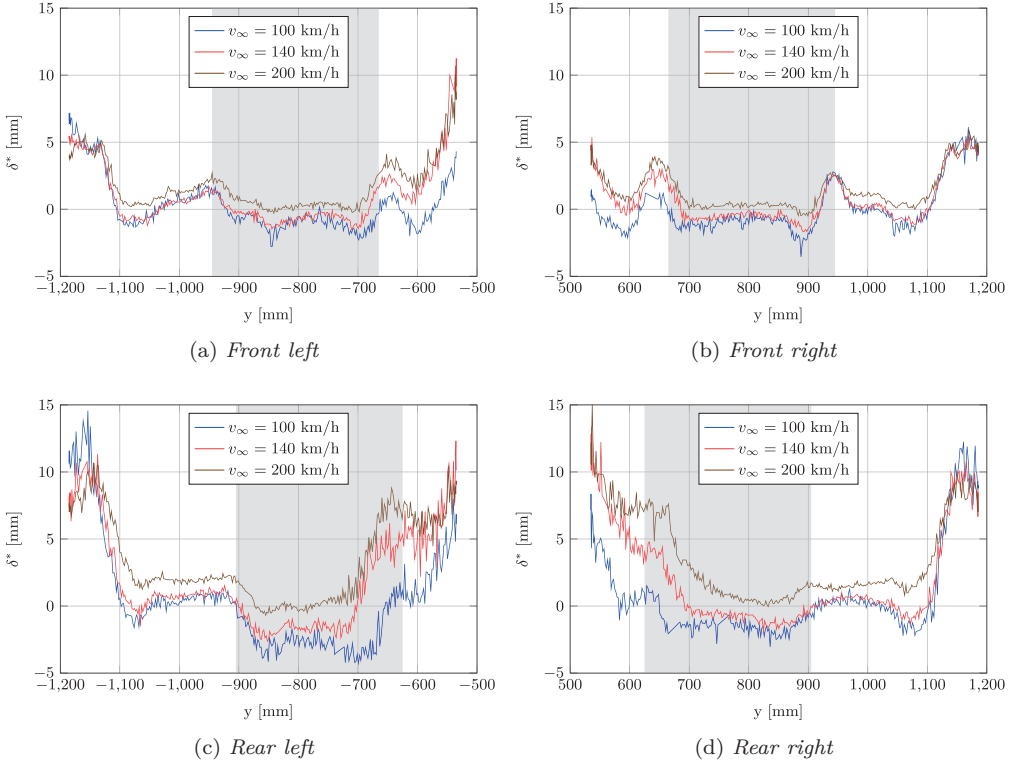 v∞ = 100 km/h
v∞ = 140 km/h
v∞ = 200 km/h
15
10
5
0
−5
δ* [mm]
−1,200 −1,100 −1,000 −900 −800 −700 −600 −500
y [mm]
(a) Front left
v∞ = 100 km/h
v∞ = 140 km/h
v∞ = 200 km/h
15
10
5
0
−5
δ* [mm]
500 600 700 800 900 1,000 1,100 1,200
y [mm]
(b) Front right
v∞ = 100 km/h
v∞ = 140 km/h
v∞ = 200 km/h
15
10
5
0
−5
δ* [mm]
−1,200 −1,100 −1,000 −900 −800 −700 −600 −500
y [mm]
(c) Rear left
v∞ = 100 km/h
v∞ = 140 km/h
v∞ = 200 km/h
15
10
5
0
−5
δ* [mm]
500 600 700 800 900 1,000 1,100 1,200
y [mm]
(d) Rear right